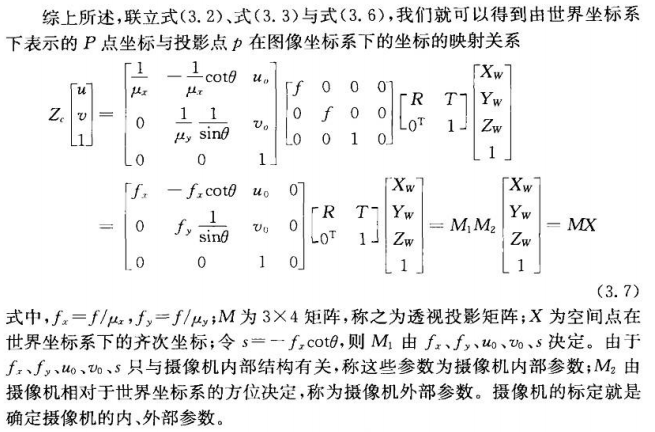 综上所述,联立式(3.2)、式(3.3)与式(3.6),我们就可以得到由世界坐标系
下表示的 P 点坐标与投影点 p 在图像坐标系下的坐标的映射关系
$Z_c \begin{bmatrix} u \\ v \\ 1 \end{bmatrix} = \begin{bmatrix} \frac{1}{\mu_x} & -\frac{1}{\mu_x}\cot\theta & u_o \\ 0 & \frac{1}{\mu_y}\frac{1}{\sin\theta} & v_o \\ 0 & 0 & 1 \end{bmatrix} \begin{bmatrix} f & 0 & 0 & 0 \\ 0 & f & 0 & 0 \\ 0 & 0 & 1 & 0 \end{bmatrix} \begin{bmatrix} R & T \\ 0^T & 1 \end{bmatrix} \begin{bmatrix} X_W \\ Y_W \\ Z_W \\ 1 \end{bmatrix}$
$= \begin{bmatrix} f_x & -f_x\cot\theta & u_0 & 0 \\ 0 & f_y\frac{1}{\sin\theta} & v_0 & 0 \\ 0 & 0 & 1 & 0 \end{bmatrix} \begin{bmatrix} R & T \\ 0^T & 1 \end{bmatrix} \begin{bmatrix} X_W \\ Y_W \\ Z_W \\ 1 \end{bmatrix} = M_1 M_2 \begin{bmatrix} X_W \\ Y_W \\ Z_W \\ 1 \end{bmatrix} = MX$
(3.7)
式中,$f_x=f/\mu_x$,$f_y=f/\mu_y$;M 为 3×4 矩阵,称之为透视投影矩阵;X 为空间点在
世界坐标系下的齐次坐标;令 $s=-f_x\cot\theta$,则 $M_1$ 由 $f_x$、$f_y$、$u_0$、$v_0$、s 决定。由于
$f_x$、$f_y$、$u_0$、$v_0$、s 只与摄像机内部结构有关,称这些参数为摄像机内部参数;$M_2$ 由
摄像机相对于世界坐标系的方位决定,称为摄像机外部参数。摄像机的标定就是
确定摄像机的内、外部参数。